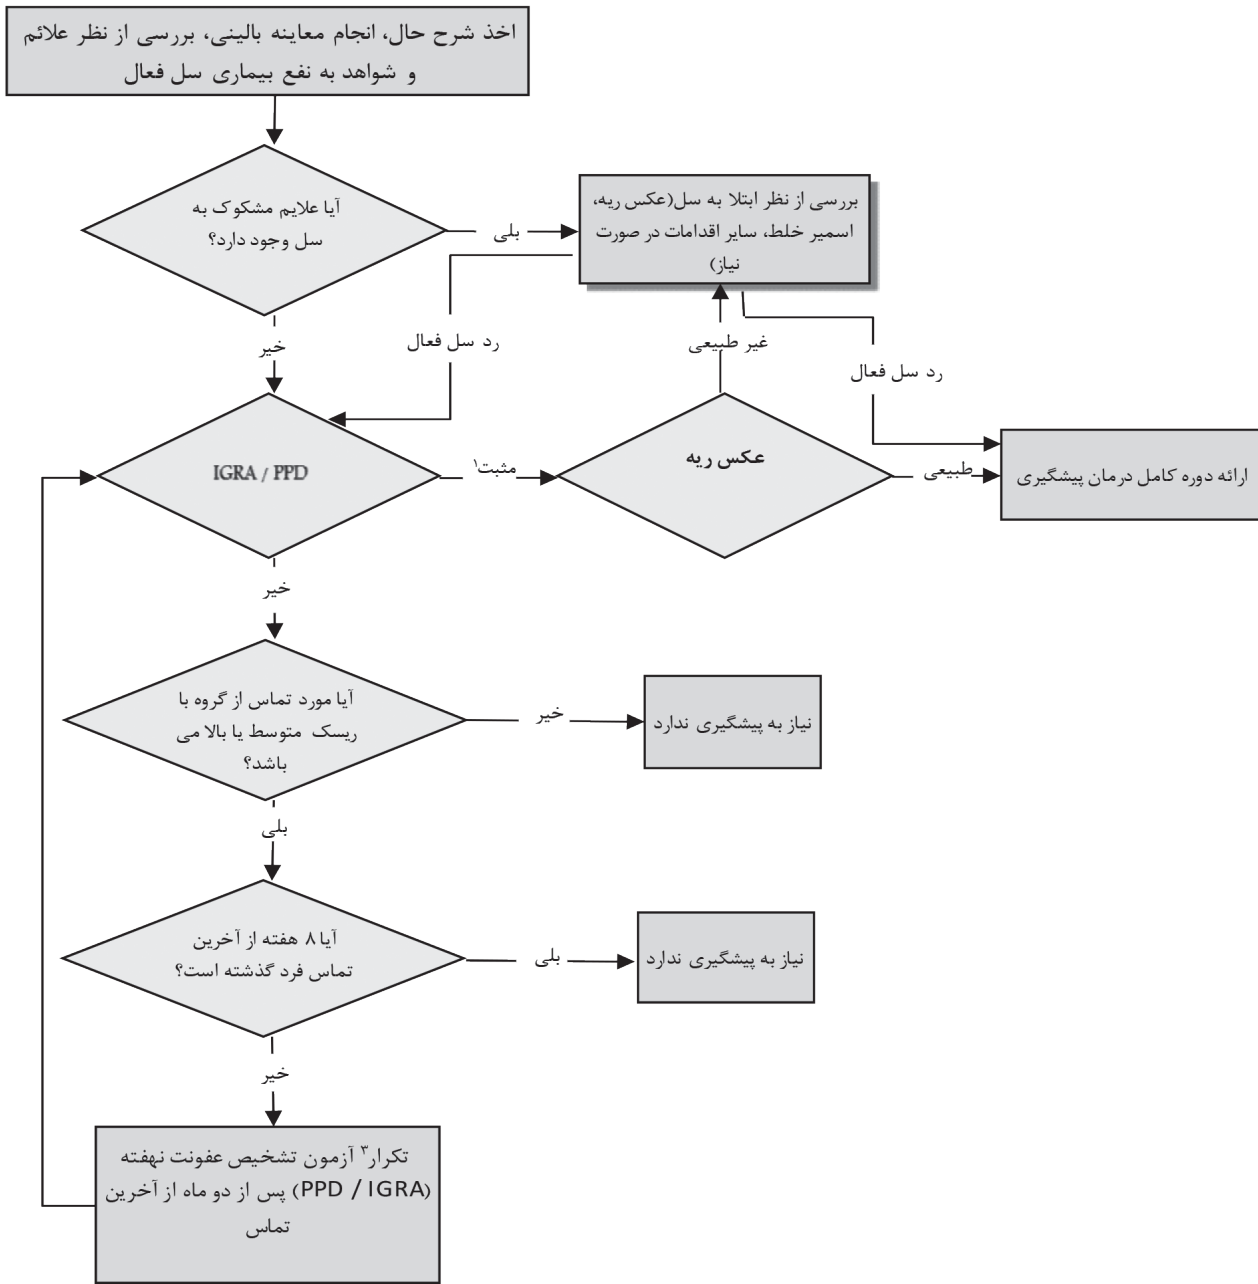 اخذ شرح حال، انجام معاینه بالینی، بررسی از نظر علائم
و شواهد به نفع بیماری سل فعال
آیا علایم مشکوک به
سل وجود دارد؟
بلی
بررسی از نظر ابتلا به سل(عکس ریه،
اسمیر خلط، سایر اقدامات در صورت
نیاز)
خیر
رد سل فعال
غیر طبیعی
رد سل فعال
IGRA / PPD
مثبت۱
عکس ریه
طبیعی
ارائه دوره کامل درمان پیشگیری
خیر
آیا مورد تماس از گروه با
ریسک متوسط یا بالا می
باشد؟
خیر
نیاز به پیشگیری ندارد
بلی
آیا ۸ هفته از آخرین
تماس فرد گذشته است؟
بلی
نیاز به پیشگیری ندارد
خیر
تکرار۳ آزمون تشخیص عفونت نهفته
(PPD / IGRA) پس از دو ماه از آخرین
تماس